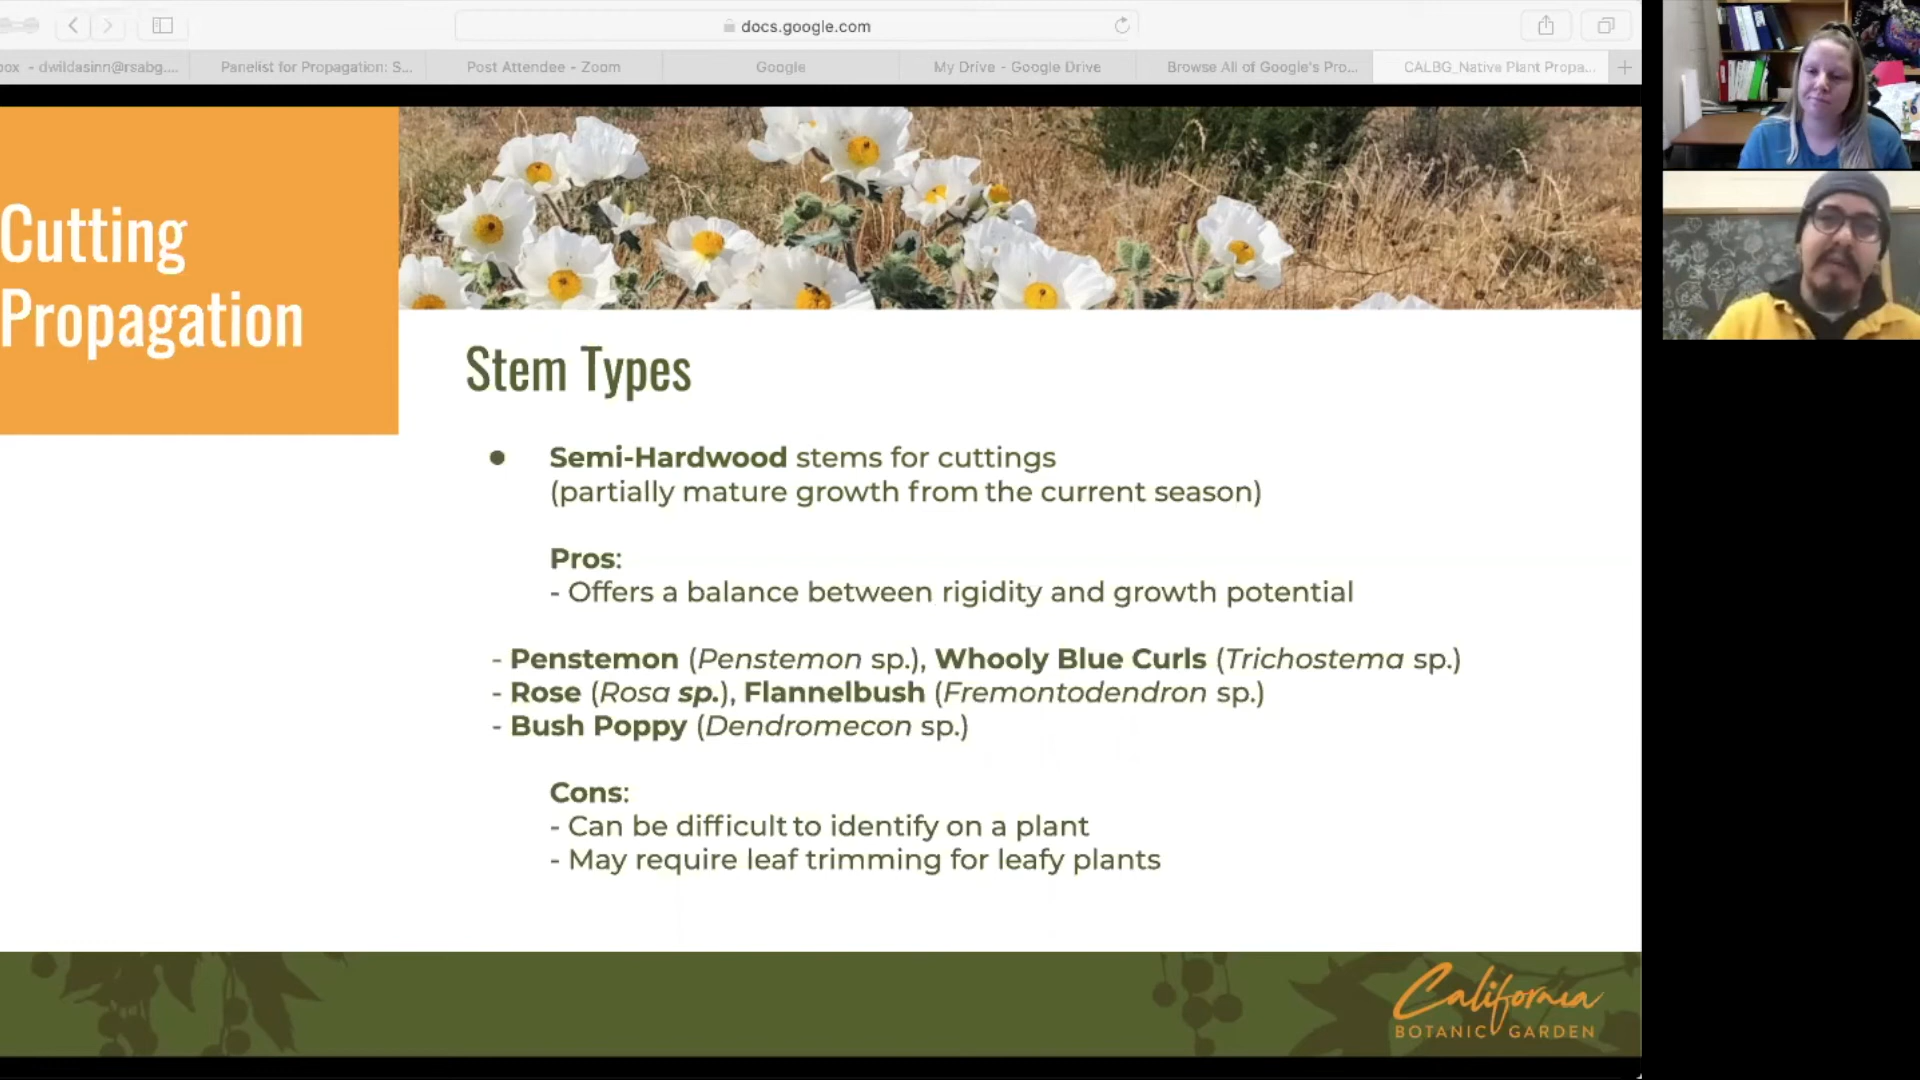 docs.google.com
box - dwildasinn@rsabg....
Panelist for Propagation: S...
Post Attendee - Zoom
Google
My Drive - Google Drive
Browse All of Google's Pro...
CALBG_Native Plant Propa...
Cutting
Propagation
Stem Types
● Semi-Hardwood stems for cuttings
(partially mature growth from the current season)
Pros:
- Offers a balance between rigidity and growth potential
- Penstemon (Penstemon sp.), Whooly Blue Curls (Trichostema sp.)
- Rose (Rosa sp.), Flannelbush (Fremontodendron sp.)
- Bush Poppy (Dendromecon sp.)
Cons:
- Can be difficult to identify on a plant
- May require leaf trimming for leafy plants
California
BOTANIC GARDEN